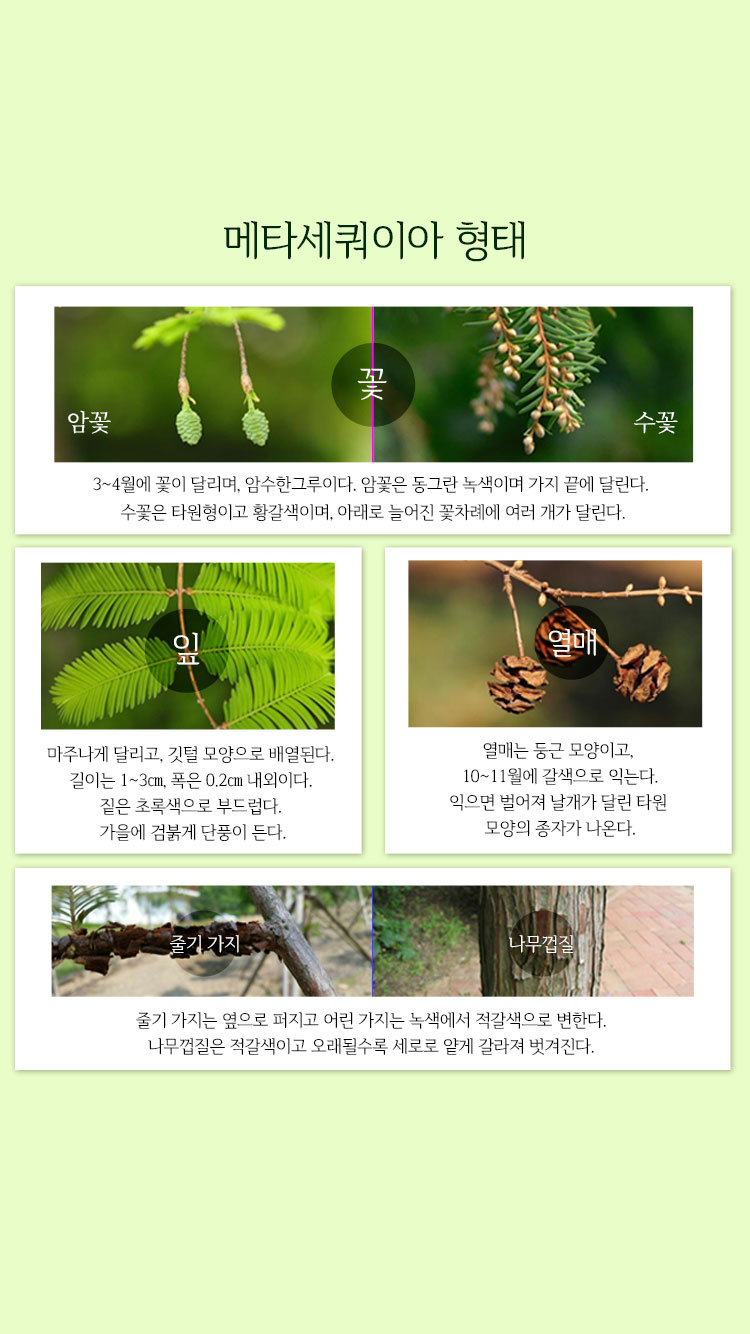 메타세쿼이아 형태
꽃
암꽃
수꽃
3~4월에 꽃이 달리며, 암수한그루이다. 암꽃은 동그란 녹색이며 가지 끝에 달린다.
수꽃은 타원형이고 황갈색이며, 아래로 늘어진 꽃차례에 여러 개가 달린다.
잎
마주나게 달리고, 깃털 모양으로 배열된다.
길이는 1~3㎝, 폭은 0.2㎝ 내외이다.
짙은 초록색으로 부드럽다.
가을에 검붉게 단풍이 든다.
열매
열매는 둥근 모양이고,
10~11월에 갈색으로 익는다.
익으면 벌어져 날개가 달린 타원
모양의 종자가 나온다.
줄기 가지
나무껍질
줄기 가지는 옆으로 퍼지고 어린 가지는 녹색에서 적갈색으로 변한다.
나무껍질은 적갈색이고 오래될수록 세로로 얕게 갈라져 벗겨진다.